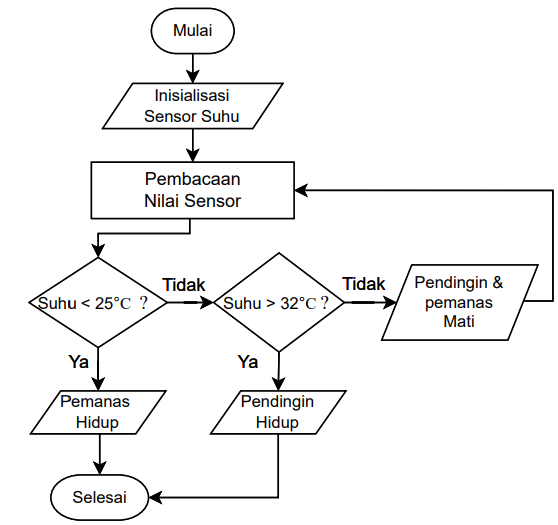 Mulai
Inisialisasi
Sensor Suhu
Pembacaan
Nilai Sensor
Suhu < 25°C ?
Tidak
Suhu > 32°C ?
Tidak
Pendingin &
pemanas
Mati
Ya
Ya
Pemanas
Hidup
Pendingin
Hidup
Selesai